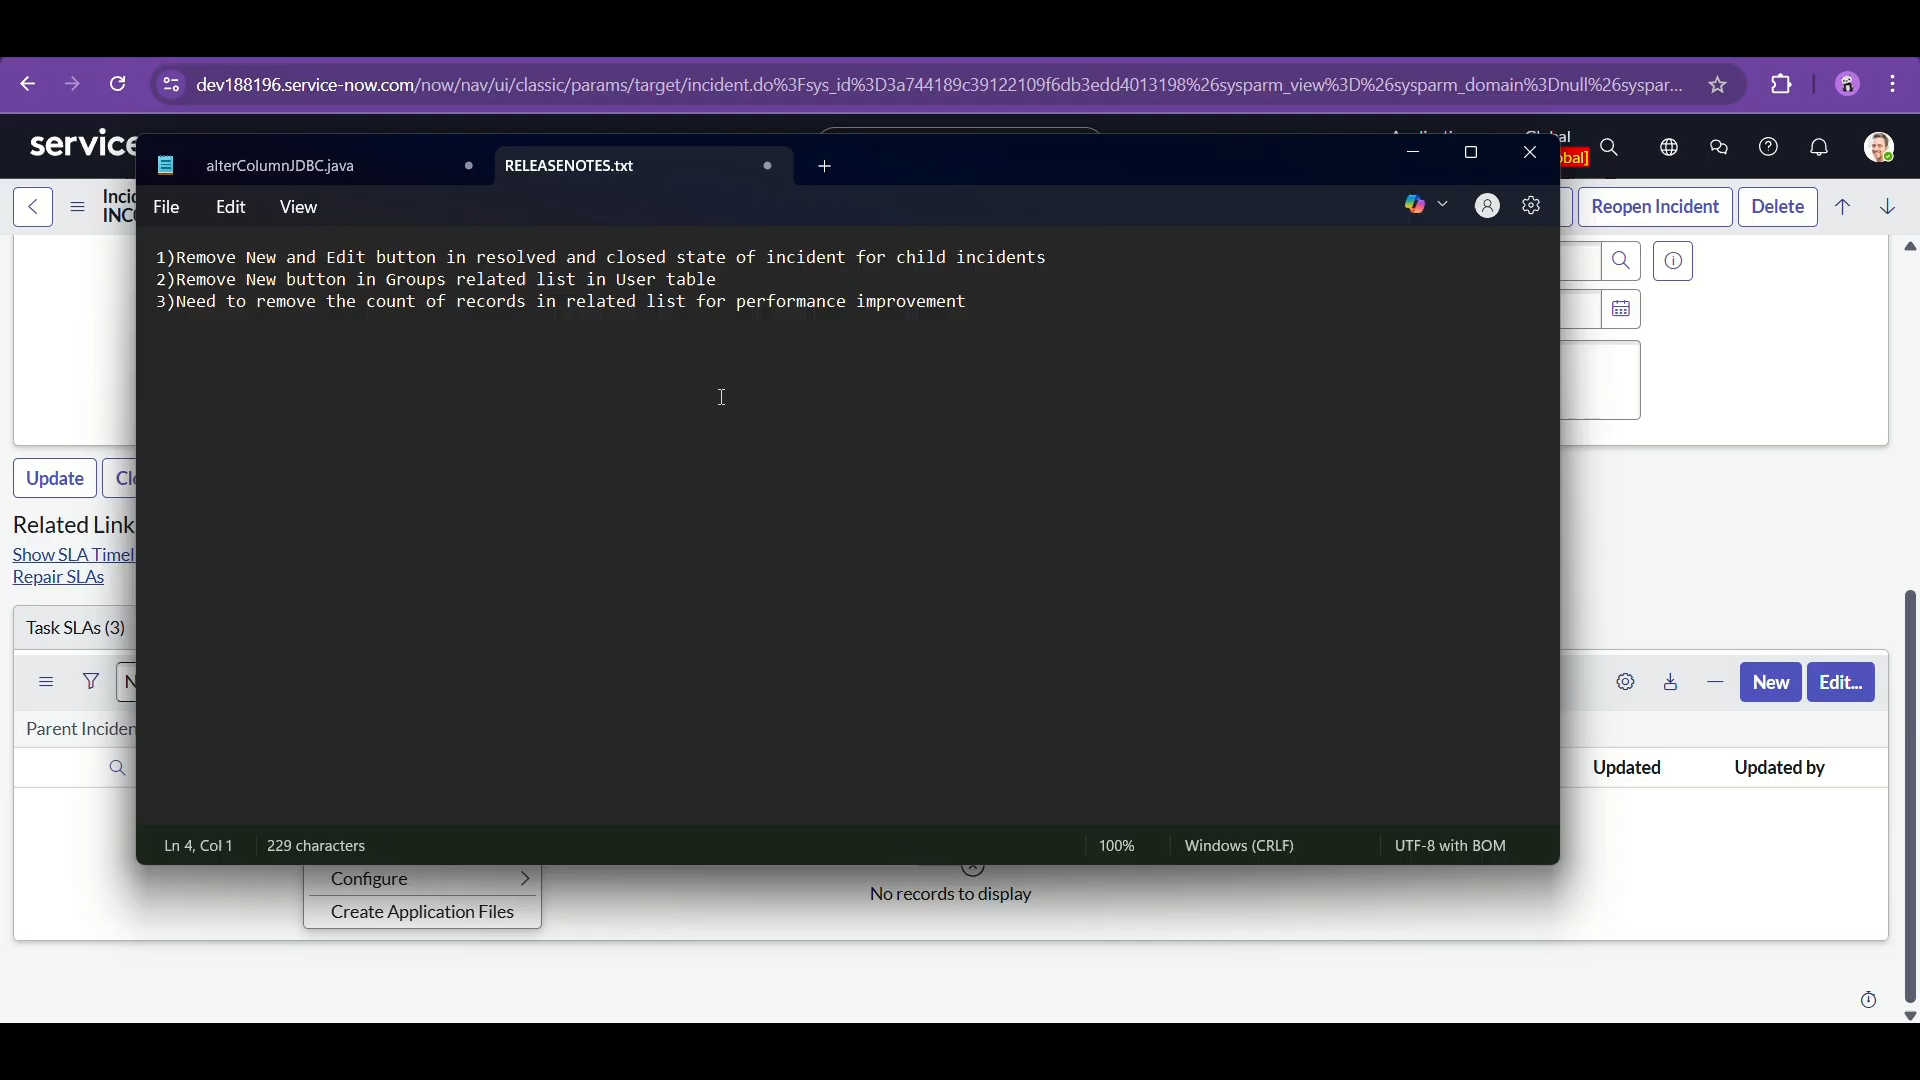 dev188196.service-now.com/now/nav/ui/classic/params/target/incident.do%3Fsys_id%3D3a744189c39122109f6db3edd4013198%26sysparm_view%3D%26sysparm_domain%3Dnull%26syspar...
service
alterColumnJDBC.java
RELEASENOTES.txt
File Edit View
Reopen Incident
Delete
1)Remove New and Edit button in resolved and closed state of incident for child incidents
2)Remove New button in Groups related list in User table
3)Need to remove the count of records in related list for performance improvement
Update
Related Link
Show SLA Timel
Repair SLAs
Task SLAs (3)
New
Edit...
Parent Inciden
Updated
Updated by
Ln 4, Col 1
229 characters
100%
Windows (CRLF)
UTF-8 with BOM
Configure
No records to display
Create Application Files